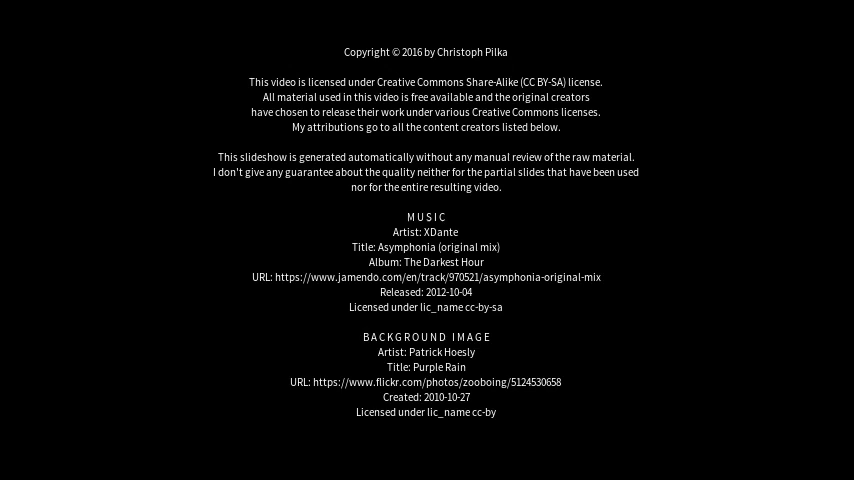 Copyright © 2016 by Christoph Pilka
This video is licensed under Creative Commons Share-Alike (CC BY-SA) license.
All material used in this video is free available and the original creators
have chosen to release their work under various Creative Commons licenses.
My attributions go to all the content creators listed below.
This slideshow is generated automatically without any manual review of the raw material.
I don't give any guarantee about the quality neither for the partial slides that have been used
nor for the entire resulting video.
M U S I C
Artist: XDante
Title: Asymphonia (original mix)
Album: The Darkest Hour
URL: https://www.jamendo.com/en/track/970521/asymphonia-original-mix
Released: 2012-10-04
Licensed under lic_name cc-by-sa
B A C K G R O U N D   I M A G E
Artist: Patrick Hoesly
Title: Purple Rain
URL: https://www.flickr.com/photos/zooboing/5124530658
Created: 2010-10-27
Licensed under lic_name cc-by